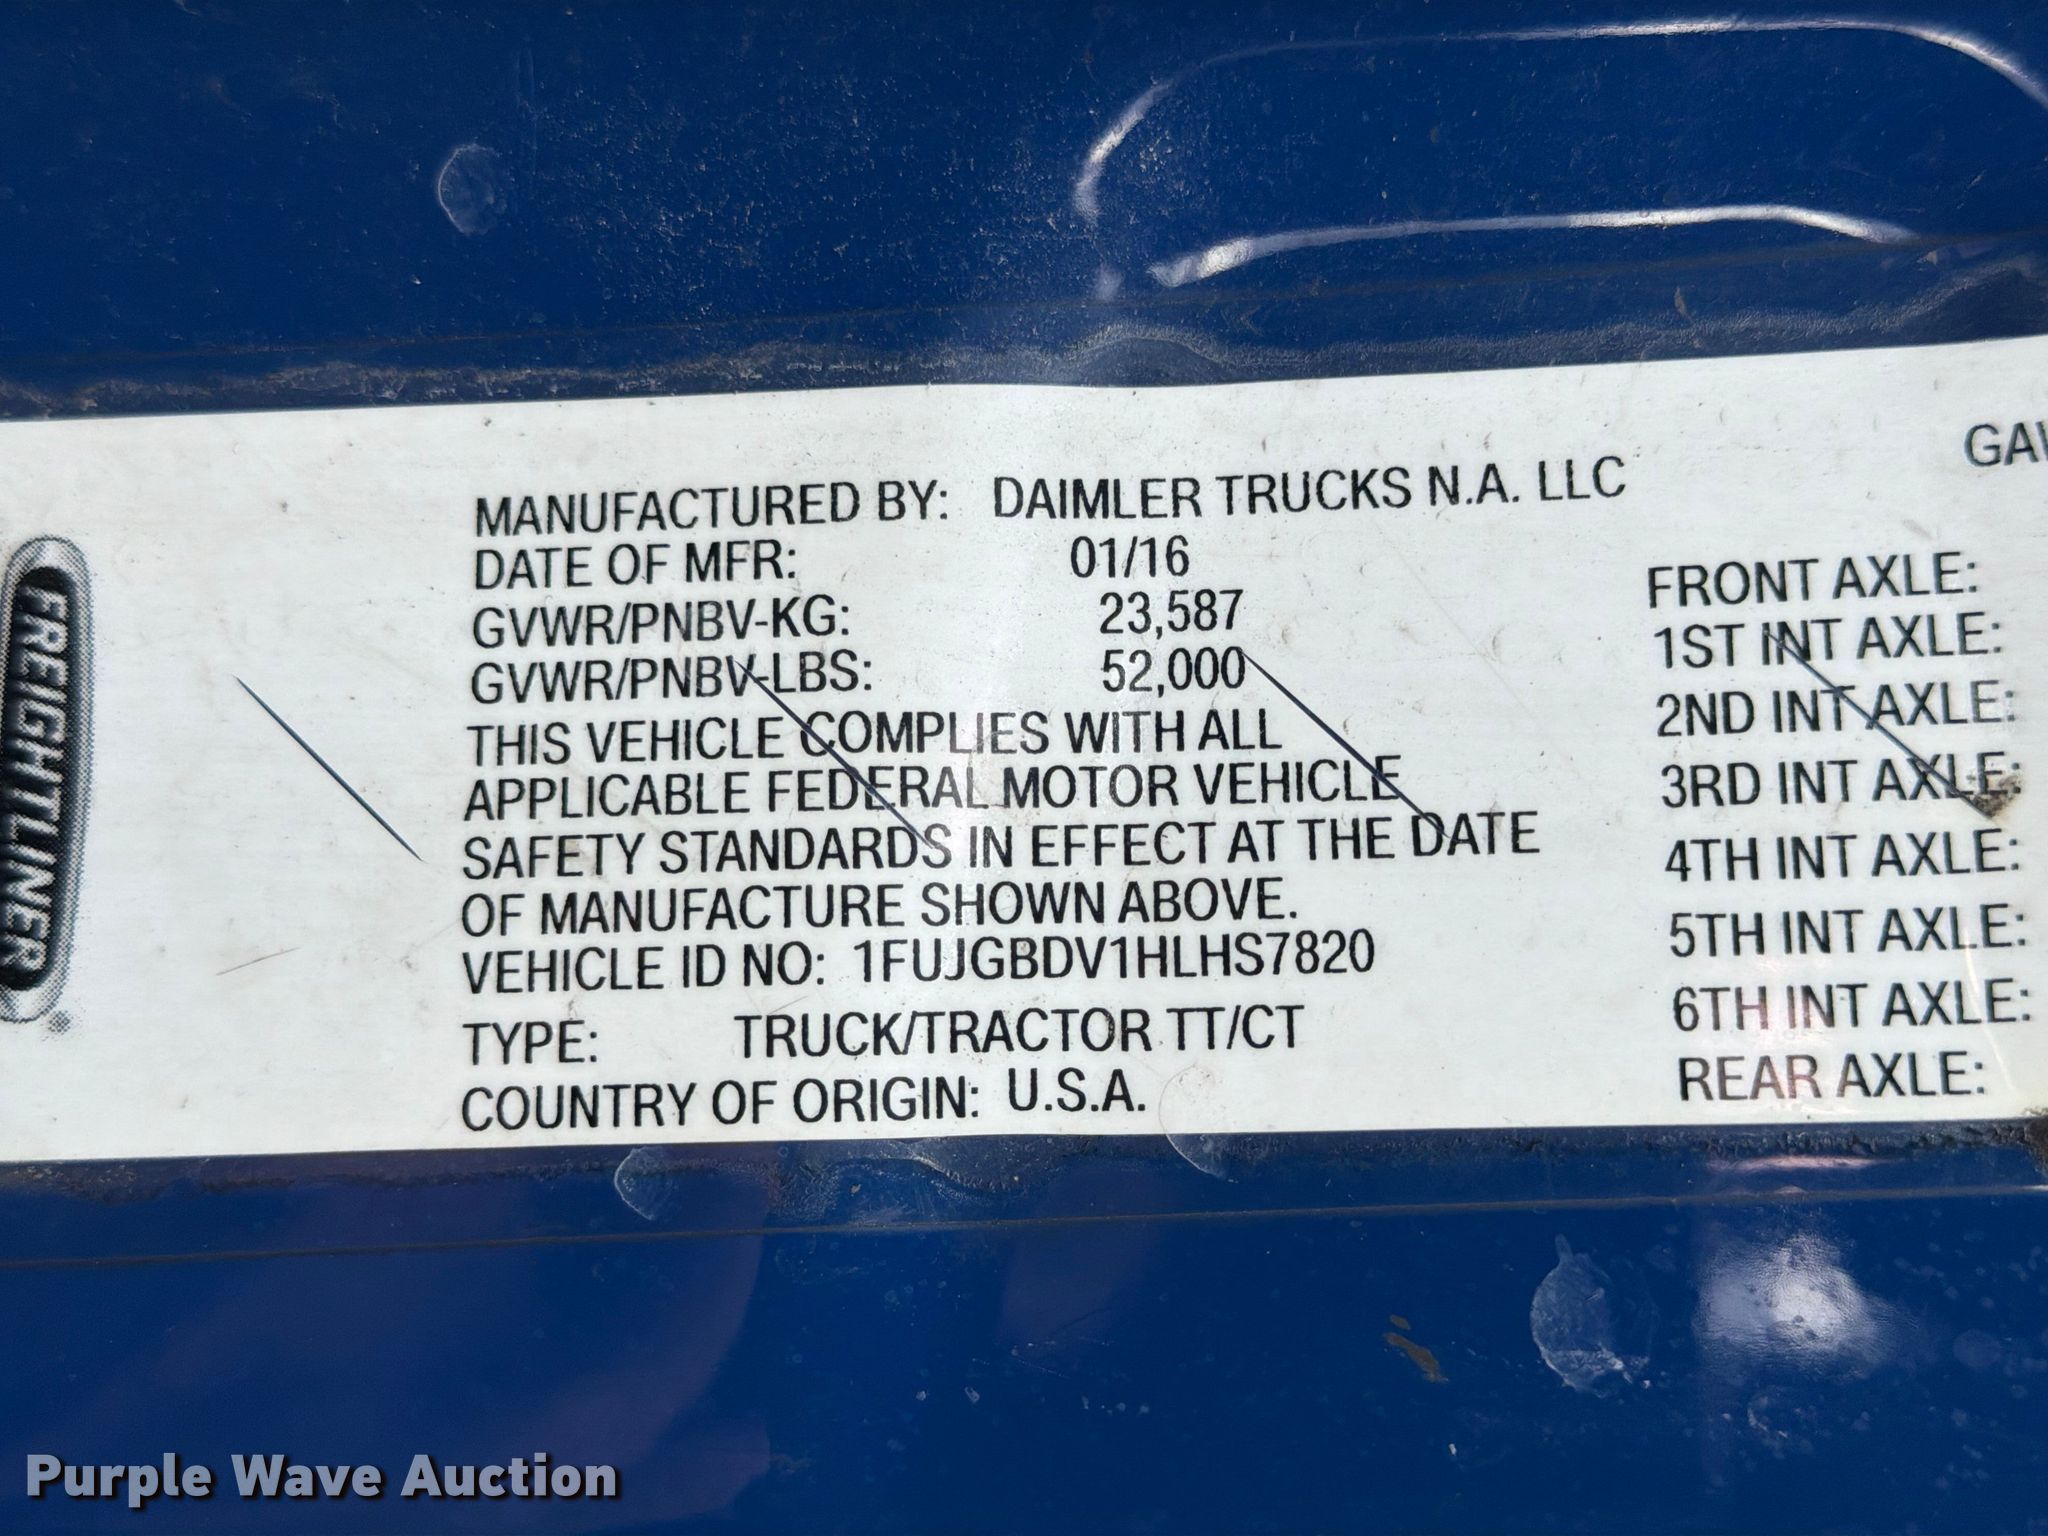 FREIGHTLINER
®
MANUFACTURED BY: DAIMLER TRUCKS N.A. LLC
DATE OF MFR: 01/16
GVWR/PNBV-KG: 23,587
GVWR/PNBV-LBS: 52,000
THIS VEHICLE COMPLIES WITH ALL
APPLICABLE FEDERAL MOTOR VEHICLE
SAFETY STANDARDS IN EFFECT AT THE DATE
OF MANUFACTURE SHOWN ABOVE.
VEHICLE ID NO: 1FUJGBDV1HLHS7820
TYPE: TRUCK/TRACTOR TT/CT
COUNTRY OF ORIGIN: U.S.A.
FRONT AXLE:
1ST INT AXLE:
2ND INT AXLE:
3RD INT AXLE:
4TH INT AXLE:
5TH INT AXLE:
6TH INT AXLE:
REAR AXLE:
Purple Wave Auction